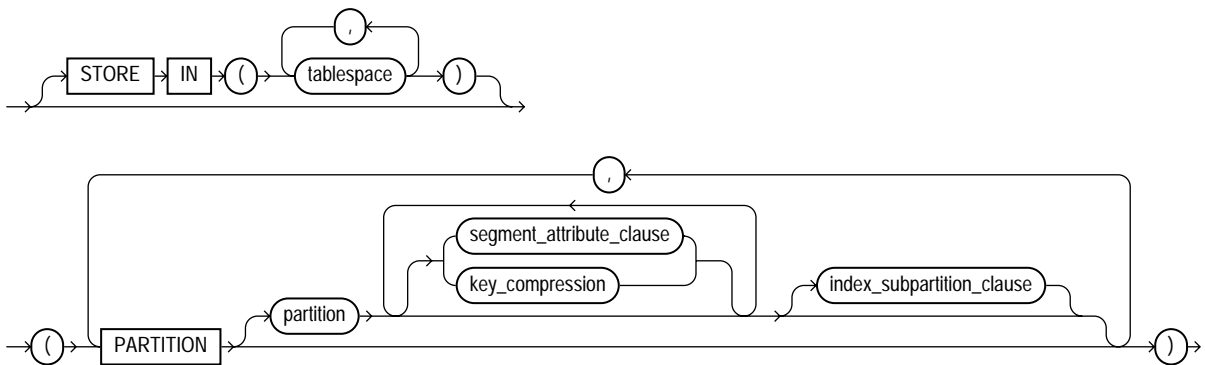 ,
STORE IN ( tablespace )
,
segment_attribute_clause
key_compression
index_subpartition_clause
partition
( PARTITION )